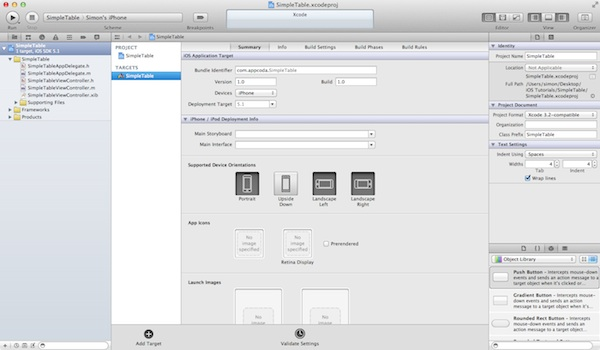 SimpleTable.xcodeproj
Run
Stop
Simon's iPhone
Scheme
Breakpoints
Xcode
Editor
View
Organizer
SimpleTable
1 target, iOS SDK 5.1
SimpleTable
SimpleTableAppDelegate.h
SimpleTableAppDelegate.m
SimpleTableViewController.h
SimpleTableViewController.m
SimpleTableViewController.xib
Supporting Files
Frameworks
Products
SimpleTable
PROJECT
SimpleTable
TARGETS
SimpleTable
Summary
Info
Build Settings
Build Phases
Build Rules
iOS Application Target
Bundle Identifier com.appcoda.SimpleTable
Version 1.0
Build 1.0
Devices iPhone
Deployment Target 5.1
iPhone / iPod Deployment Info
Main Storyboard
Main Interface
Supported Device Orientations
Portrait
Upside Down
Landscape Left
Landscape Right
App Icons
No image specified
No image specified
Prerendered
Retina Display
Launch Images
No image
No image
Add Target
Validate Settings
Identity
Project Name SimpleTable
Location Not Applicable
SimpleTable.xcodeproj
Full Path /Users/simon/Desktop/
iOS Tutorials/SimpleTable/
SimpleTable.xcodeproj
Project Document
Project Format Xcode 3.2-compatible
Organization
Class Prefix SimpleTable
Text Settings
Indent Using Spaces
Widths 4 4
Tab Indent
Wrap lines
Object Library
Push Button - Intercepts mouse-down events and sends an action message to a target object when it's clicked or...
Gradient Button - Intercepts mouse-down events and sends an action message to a target object...
Rounded Rect Button - Intercepts mouse-down events and sends an action message to a target object...